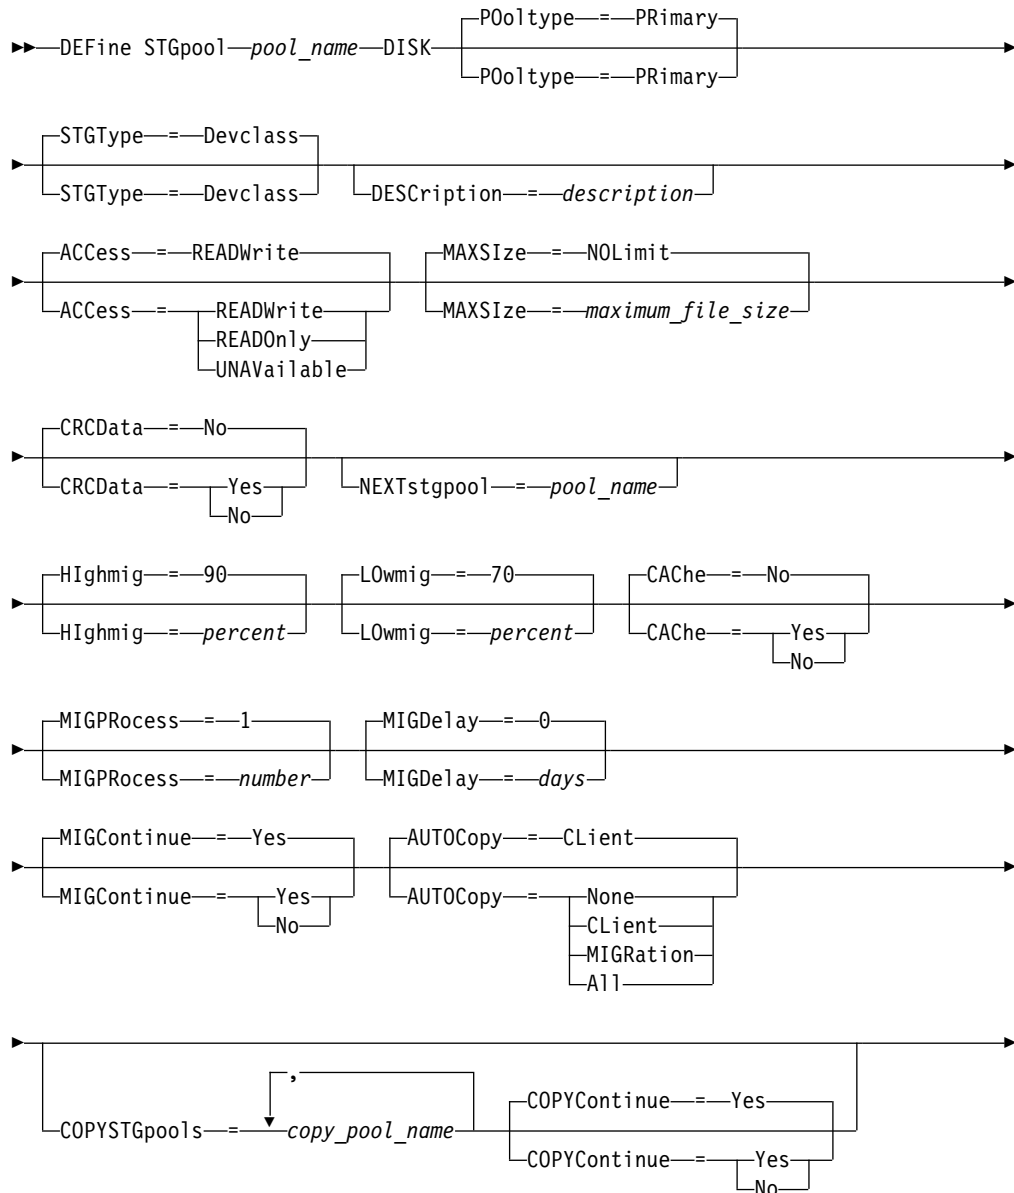 POoltype = PRimary
DEFine STGpool pool_name DISK
POoltype = PRimary
STGType = Devclass
STGType = Devclass
DESCription = description
ACCess = READWrite
ACCess = READWrite
READOnly
UNAVailable
MAXSIze = NOLimit
MAXSIze = maximum_file_size
CRCData = No
CRCData = Yes
No
NEXTstgpool = pool_name
HIghmig = 90
HIghmig = percent
LOwmig = 70
LOwmig = percent
CAChe = No
CAChe = Yes
No
MIGPRocess = 1
MIGPRocess = number
MIGDelay = 0
MIGDelay = days
MIGContinue = Yes
MIGContinue = Yes
No
AUTOCopy = CLient
AUTOCopy = None
CLient
MIGRation
All
COPYSTGpools = copy_pool_name
,
COPYContinue = Yes
COPYContinue = Yes
No